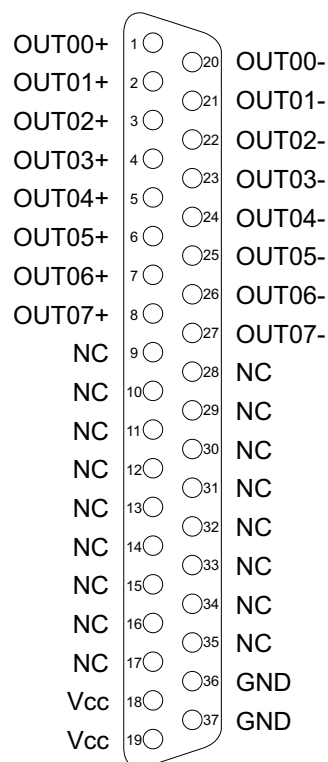 OUT00+ 1
20 OUT00-
OUT01+ 2
21 OUT01-
OUT02+ 3
22 OUT02-
OUT03+ 4
23 OUT03-
OUT04+ 5
24 OUT04-
OUT05+ 6
25 OUT05-
OUT06+ 7
26 OUT06-
OUT07+ 8
27 OUT07-
NC 9
28 NC
NC 10
29 NC
NC 11
30 NC
NC 12
31 NC
NC 13
32 NC
NC 14
33 NC
NC 15
34 NC
NC 16
35 NC
NC 17
36 GND
Vcc 18
37 GND
Vcc 19